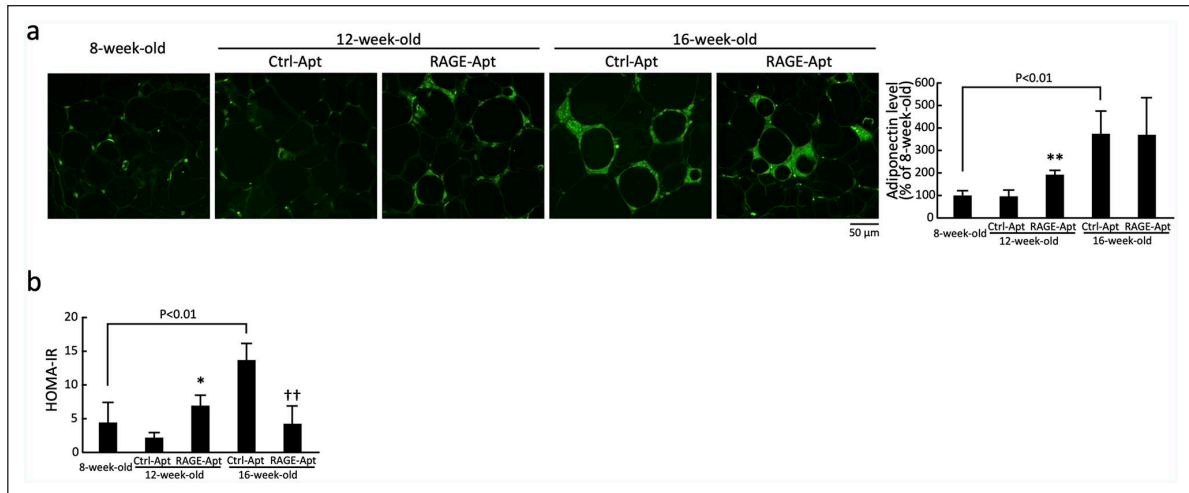 a
8-week-old
12-week-old
16-week-old
Ctrl-Apt
RAGE-Apt
Ctrl-Apt
RAGE-Apt
50 μm
Adiponectin level
(% of 8-week-old)
600
500
400
300
200
100
0
P<0.01
**
8-week-old
Ctrl-Apt
RAGE-Apt
Ctrl-Apt
RAGE-Apt
12-week-old
16-week-old
b
HOMA-IR
20
15
10
5
0
P<0.01
*
††
8-week-old
Ctrl-Apt
RAGE-Apt
Ctrl-Apt
RAGE-Apt
12-week-old
16-week-old